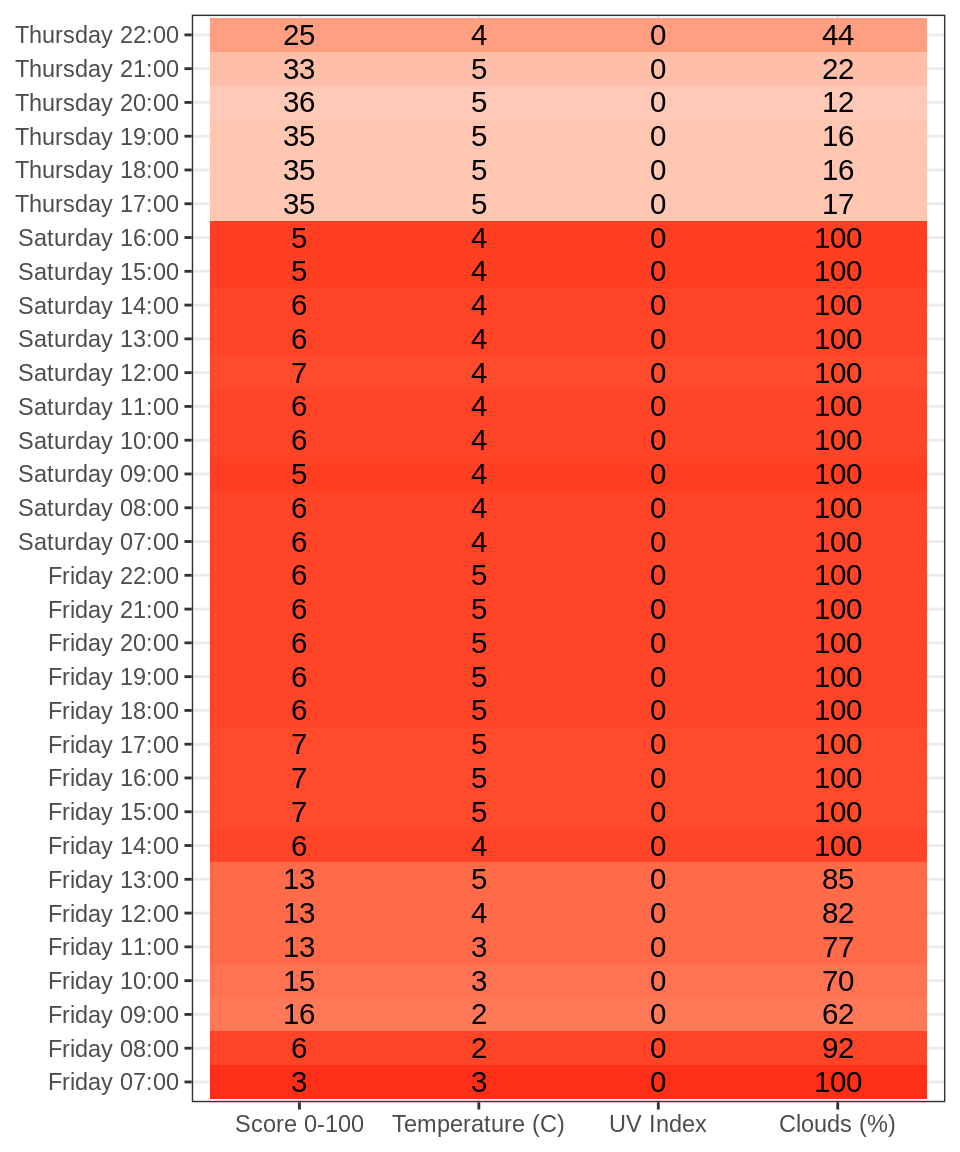 Thursday 22:00 25 4 0 44
Thursday 21:00 33 5 0 22
Thursday 20:00 36 5 0 12
Thursday 19:00 35 5 0 16
Thursday 18:00 35 5 0 16
Thursday 17:00 35 5 0 17
Saturday 16:00 5 4 0 100
Saturday 15:00 5 4 0 100
Saturday 14:00 6 4 0 100
Saturday 13:00 6 4 0 100
Saturday 12:00 7 4 0 100
Saturday 11:00 6 4 0 100
Saturday 10:00 6 4 0 100
Saturday 09:00 5 4 0 100
Saturday 08:00 6 4 0 100
Saturday 07:00 6 4 0 100
Friday 22:00 6 5 0 100
Friday 21:00 6 5 0 100
Friday 20:00 6 5 0 100
Friday 19:00 6 5 0 100
Friday 18:00 6 5 0 100
Friday 17:00 7 5 0 100
Friday 16:00 7 5 0 100
Friday 15:00 7 5 0 100
Friday 14:00 6 4 0 100
Friday 13:00 13 5 0 85
Friday 12:00 13 4 0 82
Friday 11:00 13 3 0 77
Friday 10:00 15 3 0 70
Friday 09:00 16 2 0 62
Friday 08:00 6 2 0 92
Friday 07:00 3 3 0 100
Score 0-100 Temperature (C) UV Index Clouds (%)